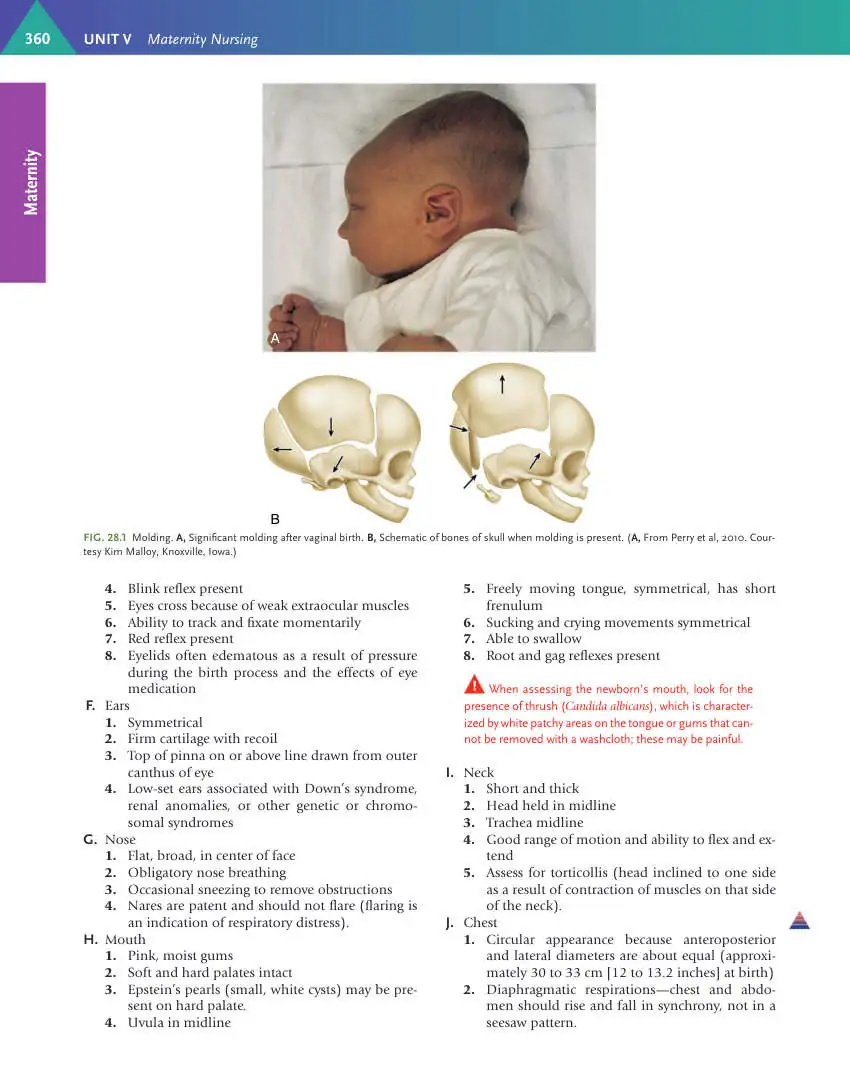 360 UNIT V Maternity Nursing
Maternity
A
B
FIG. 28.1 Molding. A, Significant molding after vaginal birth. B, Schematic of bones of skull when molding is present. (A, From Perry et al, 2010. Cour-
tesy Kim Malloy, Knoxville, Iowa.)
4. Blink reflex present
5. Eyes cross because of weak extraocular muscles
6. Ability to track and fixate momentarily
7. Red reflex present
8. Eyelids often edematous as a result of pressure
during the birth process and the effects of eye
medication
F. Ears
1. Symmetrical
2. Firm cartilage with recoil
3. Top of pinna on or above line drawn from outer
canthus of eye
4. Low-set ears associated with Down's syndrome,
renal anomalies, or other genetic or chromo-
somal syndromes
G. Nose
1. Flat, broad, in center of face
2. Obligatory nose breathing
3. Occasional sneezing to remove obstructions
4. Nares are patent and should not flare (flaring is
an indication of respiratory distress).
H. Mouth
1. Pink, moist gums
2. Soft and hard palates intact
3. Epstein's pearls (small, white cysts) may be pre-
sent on hard palate.
4. Uvula in midline
5. Freely moving tongue, symmetrical, has short
frenulum
6. Sucking and crying movements symmetrical
7. Able to swallow
8. Root and gag reflexes present
When assessing the newborn's mouth, look for the
presence of thrush (Candida albicans), which is character-
ized by white patchy areas on the tongue or gums that can-
not be removed with a washcloth; these may be painful.
I. Neck
1. Short and thick
2. Head held in midline
3. Trachea midline
4. Good range of motion and ability to flex and ex-
tend
5. Assess for torticollis (head inclined to one side
as a result of contraction of muscles on that side
of the neck).
J. Chest
1. Circular appearance because anteroposterior
and lateral diameters are about equal (approxi-
mately 30 to 33 cm [12 to 13.2 inches] at birth)
2. Diaphragmatic respirations—chest and abdo-
men should rise and fall in synchrony, not in a
seesaw pattern.